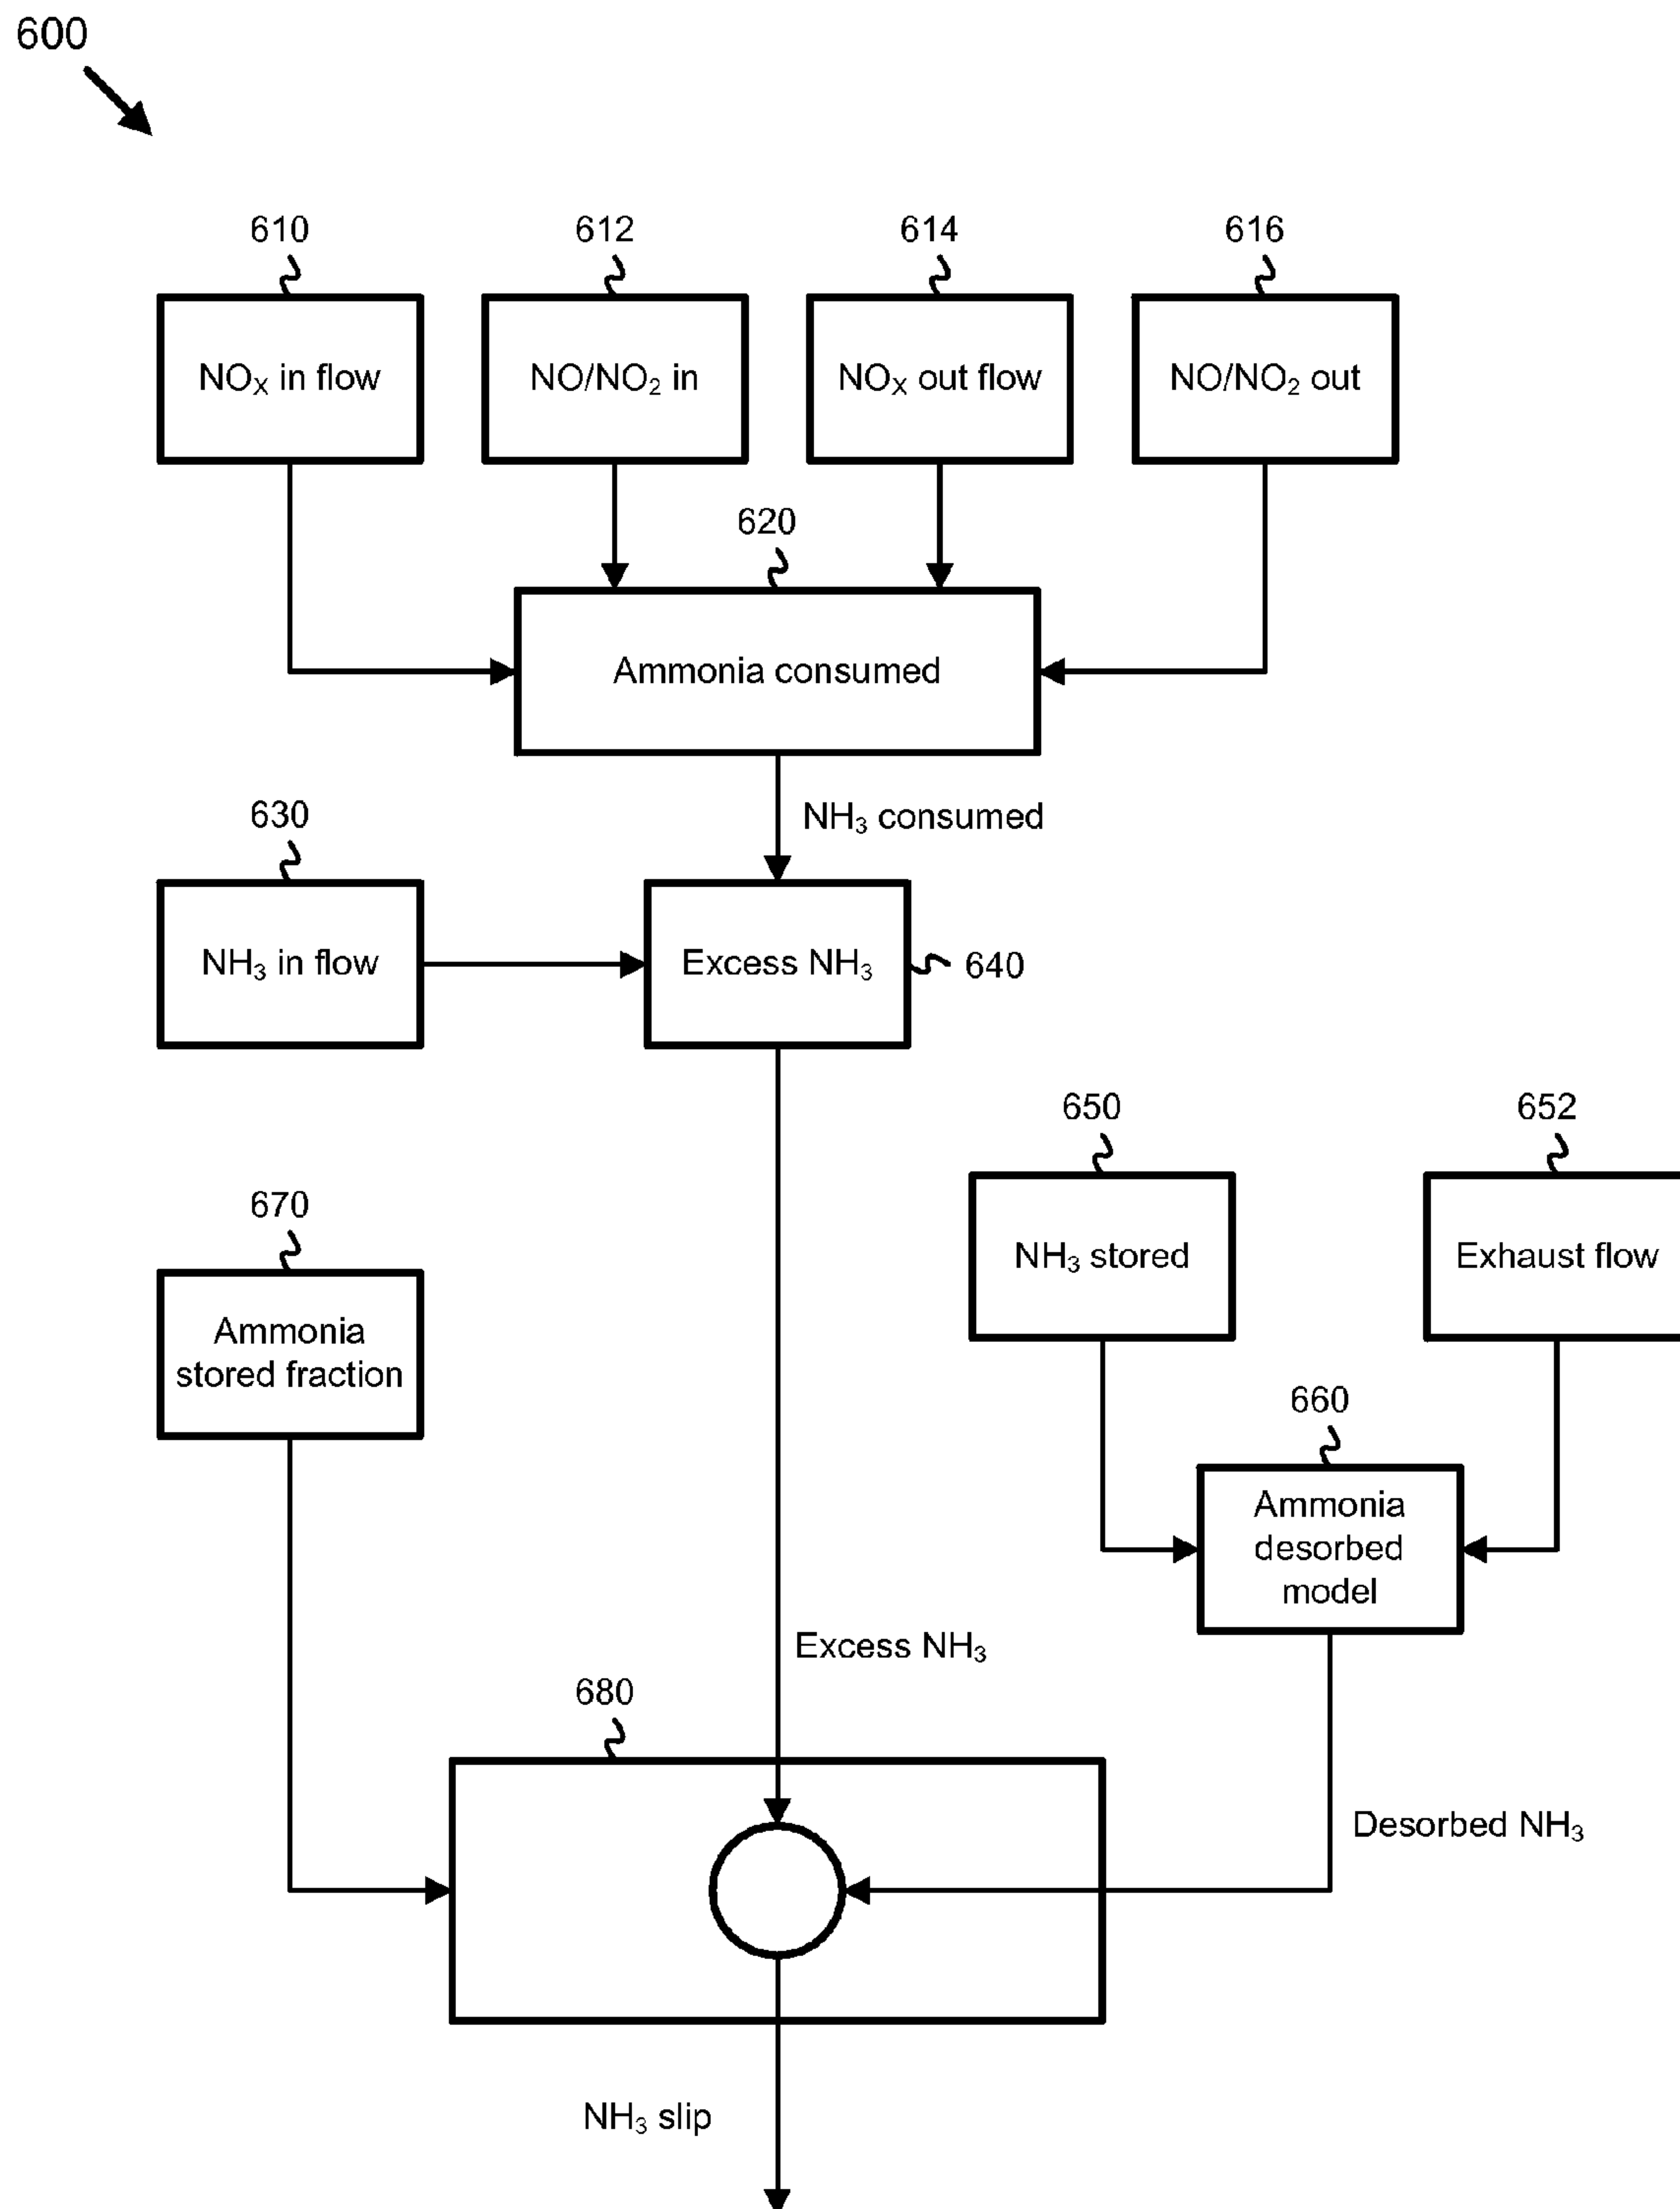 600
610
612
614
616
NOX in flow
NO/NO2 in
NOX out flow
NO/NO2 out
620
Ammonia consumed
NH3 consumed
630
NH3 in flow
Excess NH3
640
650
652
NH3 stored
Exhaust flow
670
Ammonia
stored fraction
660
Ammonia
desorbed
model
Excess NH3
680
Desorbed NH3
NH3 slip